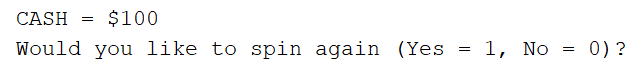 CASH = $100
Would you like to spin again (Yes = 1, No = 0)?